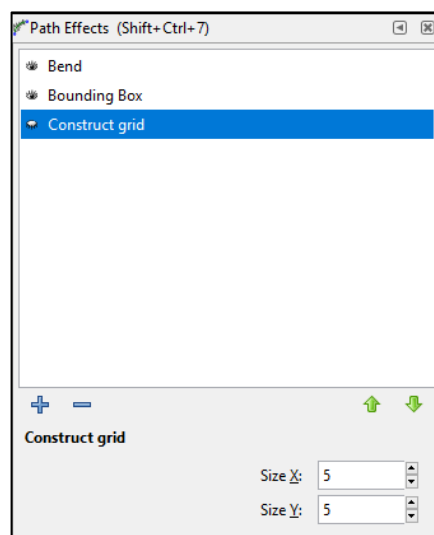 Path Effects (Shift+Ctrl+7)
Bend
Bounding Box
Construct grid
Construct grid
Size X: 5
Size Y: 5